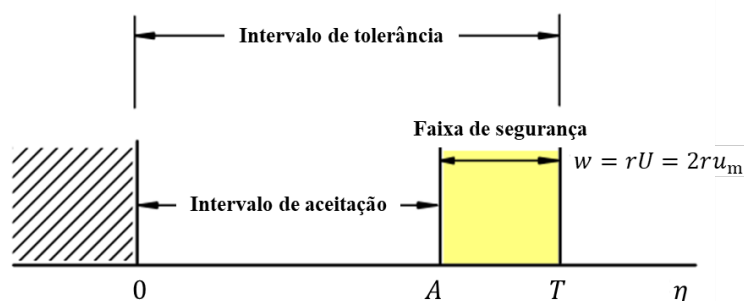 Intervalo de tolerância
Faixa de segurança
w = rU = 2ru_m
Intervalo de aceitação
0 A T η